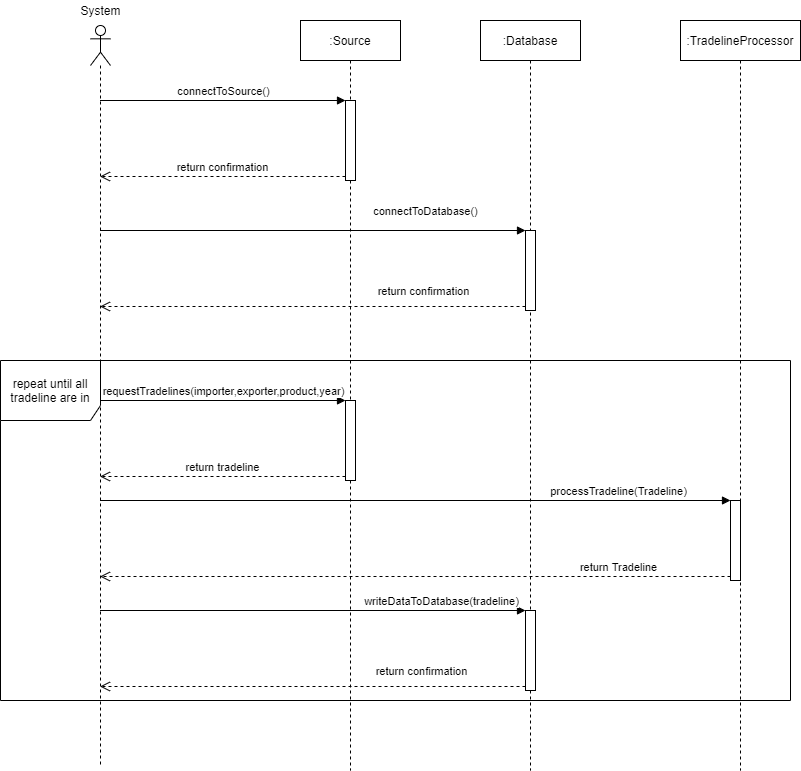 System
:Source
:Database
:TradelineProcessor
connectToSource()
return confirmation
connectToDatabase()
return confirmation
repeat until all
tradeline are in
requestTradelines(importer,exporter,product,year)
return tradeline
processTradeline(Tradeline)
return Tradeline
writeDataToDatabase(tradeline)
return confirmation